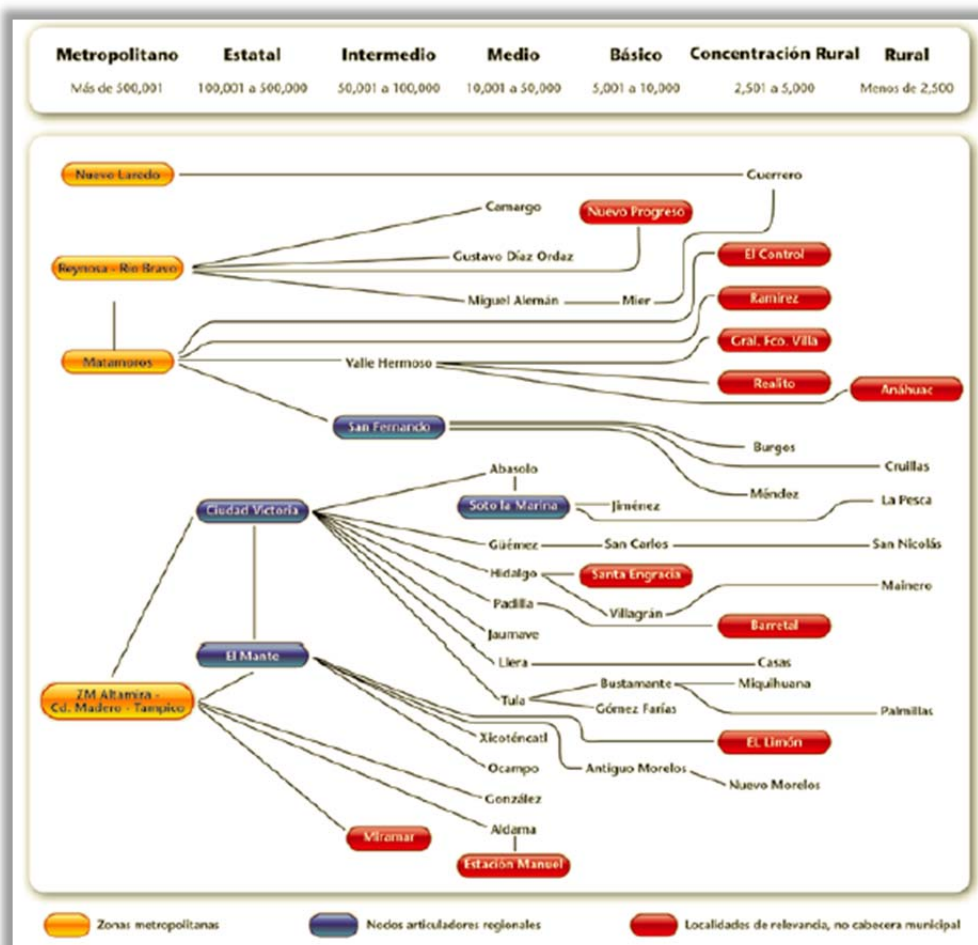 Metropolitano
Estatal
Intermedio
Medio
Básico
Concentración Rural
Rural
Más de 500,001
100,001 a 500,000
50,001 a 100,000
10,001 a 50,000
5,001 a 10,000
2,501 a 5,000
Menos de 2,500
Nuevo Laredo
Guerrero
Camargo
Nuevo Progreso
Gustavo Díaz Ordaz
El Control
Reynosa - Río Bravo
Miguel Alemán
Mier
Ramírez
Gral. Fco. Villa
Matamoros
Valle Hermoso
Realito
Anáhuac
San Fernando
Burgos
Cruillas
Abasolo
Méndez
La Pesca
Ciudad Victoria
Soto la Marina
Jiménez
Güémez
San Carlos
San Nicolás
Hidalgo
Santa Engracia
Mainero
Padilla
Villagrán
Barretal
Jaumave
El Mante
Llera
Casas
ZM Altamira -
Cd. Madero - Tampico
Tula
Bustamante
Miquihuana
Gómez Farías
Palmillas
Xicoténcatl
EL Limón
Ocampo
Antiguo Morelos
Nuevo Morelos
González
Miramar
Aldama
Estación Manuel
Zonas metropolitanas
Nodos articuladores regionales
Localidades de relevancia, no cabecera municipal